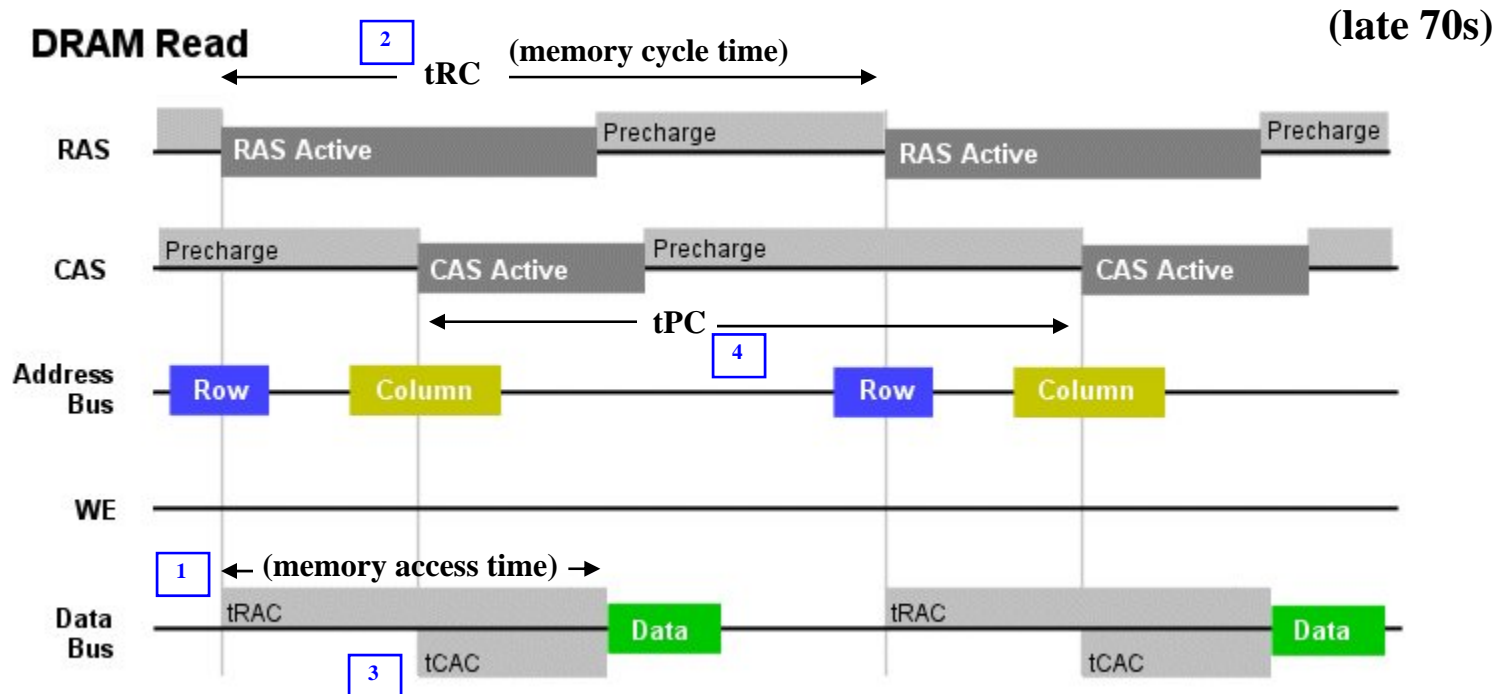 (late 70s)
DRAM Read
2
(memory cycle time)
tRC
RAS
RAS Active
Precharge
RAS Active
Precharge
CAS
Precharge
CAS Active
Precharge
CAS Active
tPC
4
Address Bus
Row
Column
Row
Column
WE
1
(memory access time)
Data Bus
tRAC
Data
tRAC
Data
3
tCAC
tCAC